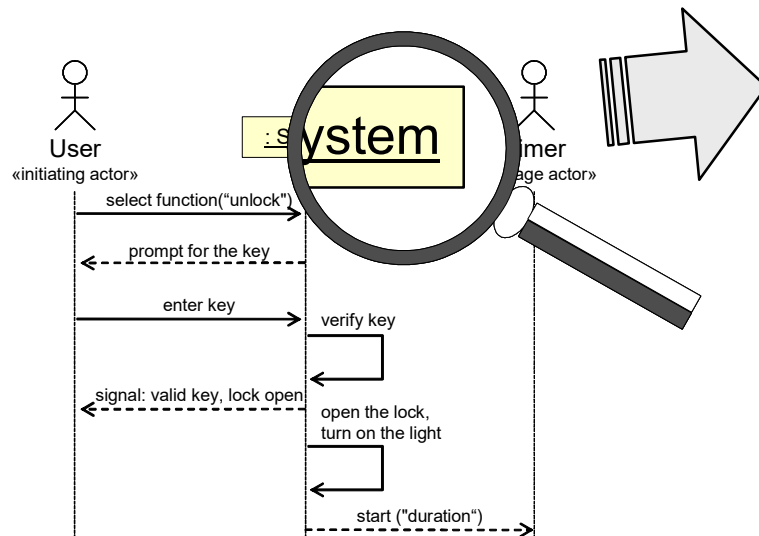 User
«initiating actor»
: S
ystem
imer
age actor»
select function(“unlock")
prompt for the key
enter key
verify key
signal: valid key, lock open
open the lock,
turn on the light
start ("duration“)